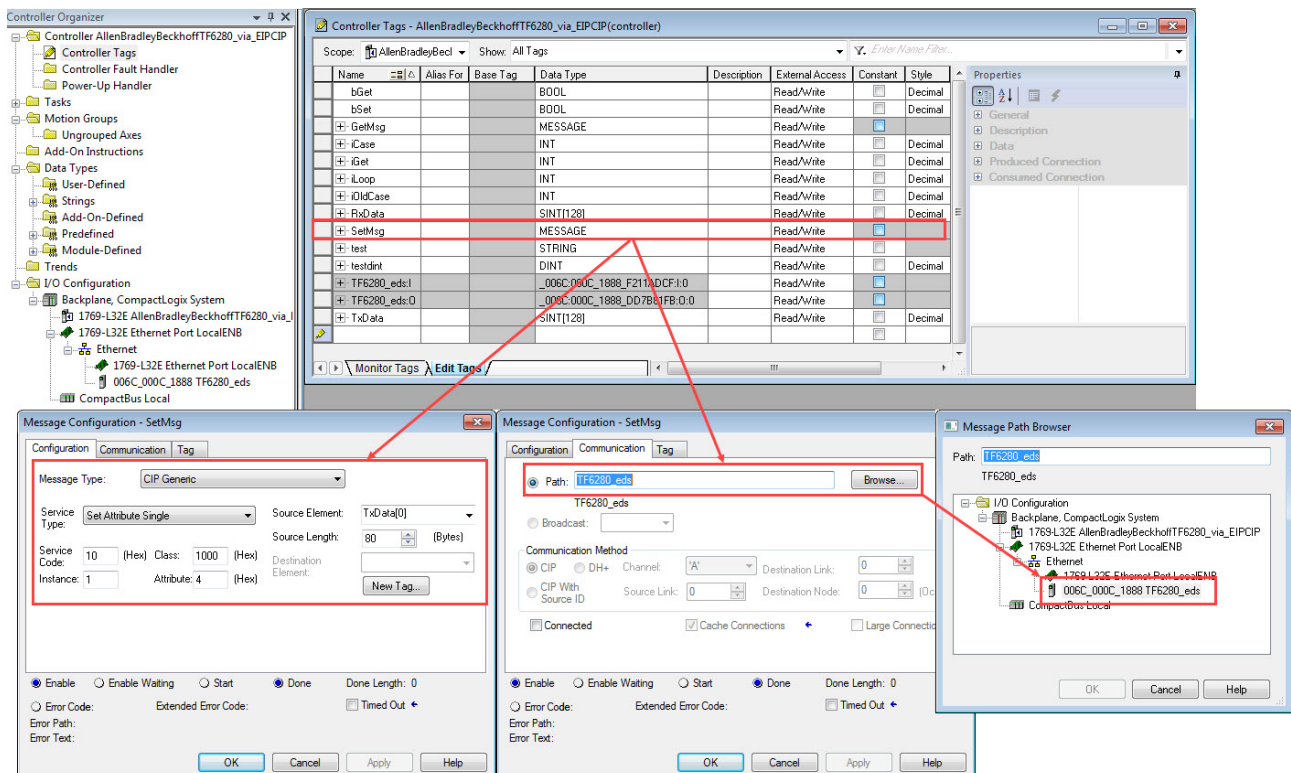 Controller Organizer
Controller AllenBradleyBeckhoffTF6280_via_EIPCIP
Controller Tags
Controller Fault Handler
Power-Up Handler
Tasks
Motion Groups
Ungrouped Axes
Add-On Instructions
Data Types
User-Defined
Strings
Add-On-Defined
Predefined
Module-Defined
Trends
I/O Configuration
Backplane, CompactLogix System
1769-L32E AllenBradleyBeckhoffTF6280_via_I
1769-L32E Ethernet Port LocalENB
Ethernet
1769-L32E Ethernet Port LocalENB
006C_000C_1888 TF6280_eds
CompactBus Local
Controller Tags - AllenBradleyBeckhoffTF6280_via_EIPCIP(controller)
Scope: AllenBradleyBecl Show: All Tags Enter Name Filter...
Name Alias For Base Tag Data Type Description External Access Constant Style
bGet BOOL Read/Write Decimal
bSet BOOL Read/Write Decimal
GetMsg MESSAGE Read/Write
iCase INT Read/Write Decimal
iGet INT Read/Write Decimal
iLoop INT Read/Write Decimal
iOldCase INT Read/Write Decimal
RxData SINT[128] Read/Write Decimal
SetMsg MESSAGE Read/Write
test STRING Read/Write
testdint DINT Read/Write Decimal
TF6280_eds:I _006C:000C_1888_F211ADCF:I:0 Read/Write
TF6280_eds:O _006C:000C_1888_DD7B81FB:O:0 Read/Write
TxData SINT[128] Read/Write Decimal
Monitor Tags Edit Tags
Properties
General
Description
Data
Produced Connection
Consumed Connection
Message Configuration - SetMsg
Configuration Communication Tag
Message Type: CIP Generic
Service Type: Set Attribute Single Source Element: TxData[0]
Source Length: 80 (Bytes)
Service Code: 10 (Hex) Class: 1000 (Hex) Destination Element:
Instance: 1 Attribute: 4 (Hex) New Tag...
Enable Enable Waiting Start Done Done Length: 0
Error Code: Extended Error Code: Timed Out
Error Path:
Error Text:
OK Cancel Apply Help
Message Configuration - SetMsg
Configuration Communication Tag
Path: TF6280_eds Browse...
TF6280_eds
Broadcast:
Communication Method
CIP DH+ Channel: 'A' Destination Link: 0
CIP With Source ID Source Link: 0 Destination Node: 0 (Oc
Connected Cache Connections Large Connectio
Enable Enable Waiting Start Done Done Length: 0
Error Code: Extended Error Code: Timed Out
Error Path:
Error Text:
OK Cancel Apply Help
Message Path Browser
Path: TF6280_eds
TF6280_eds
I/O Configuration
Backplane, CompactLogix System
1769-L32E AllenBradleyBeckhoffTF6280_via_EIPCIP
1769-L32E Ethernet Port LocalENB
Ethernet
1769-L32E Ethernet Port LocalENB
006C_000C_1888 TF6280_eds
CompactBus Local
OK Cancel Help